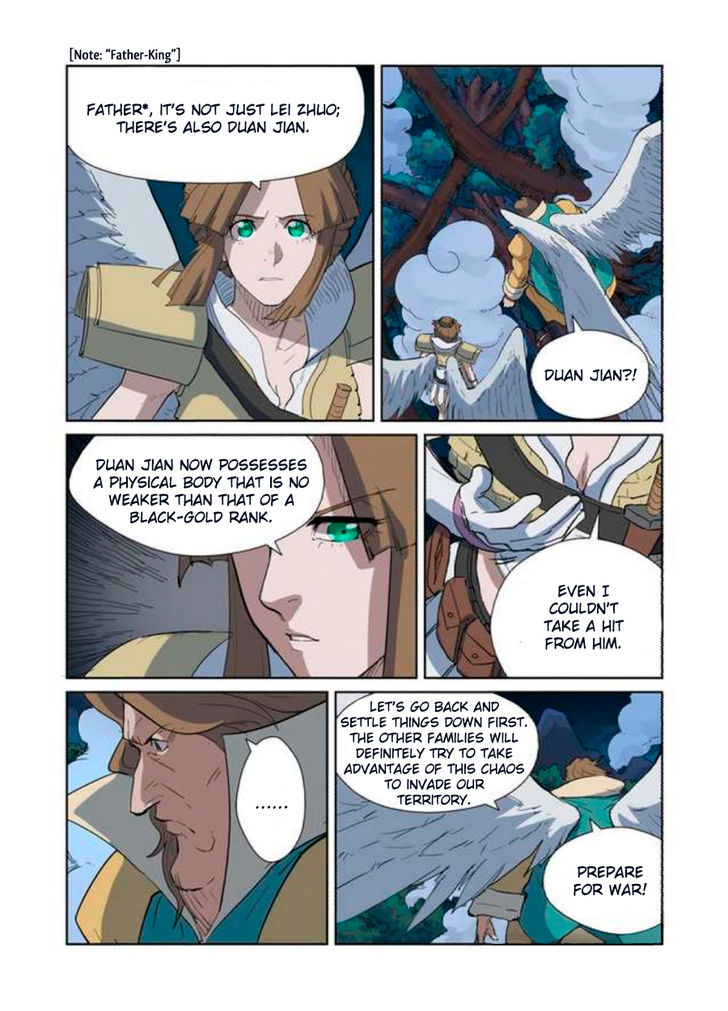 [Note: “Father-King”]
FATHER*, IT'S NOT JUST LEI ZHUO;
THERE'S ALSO DUAN JIAN.
DUAN JIAN?!
DUAN JIAN NOW POSSESSES
A PHYSICAL BODY THAT IS NO
WEAKER THAN THAT OF A
BLACK-GOLD RANK.
EVEN I
COULDN'T
TAKE A HIT
FROM HIM.
......
LET'S GO BACK AND
SETTLE THINGS DOWN FIRST.
THE OTHER FAMILIES WILL
DEFINITELY TRY TO TAKE
ADVANTAGE OF THIS CHAOS
TO INVADE OUR
TERRITORY.
PREPARE
FOR WAR!